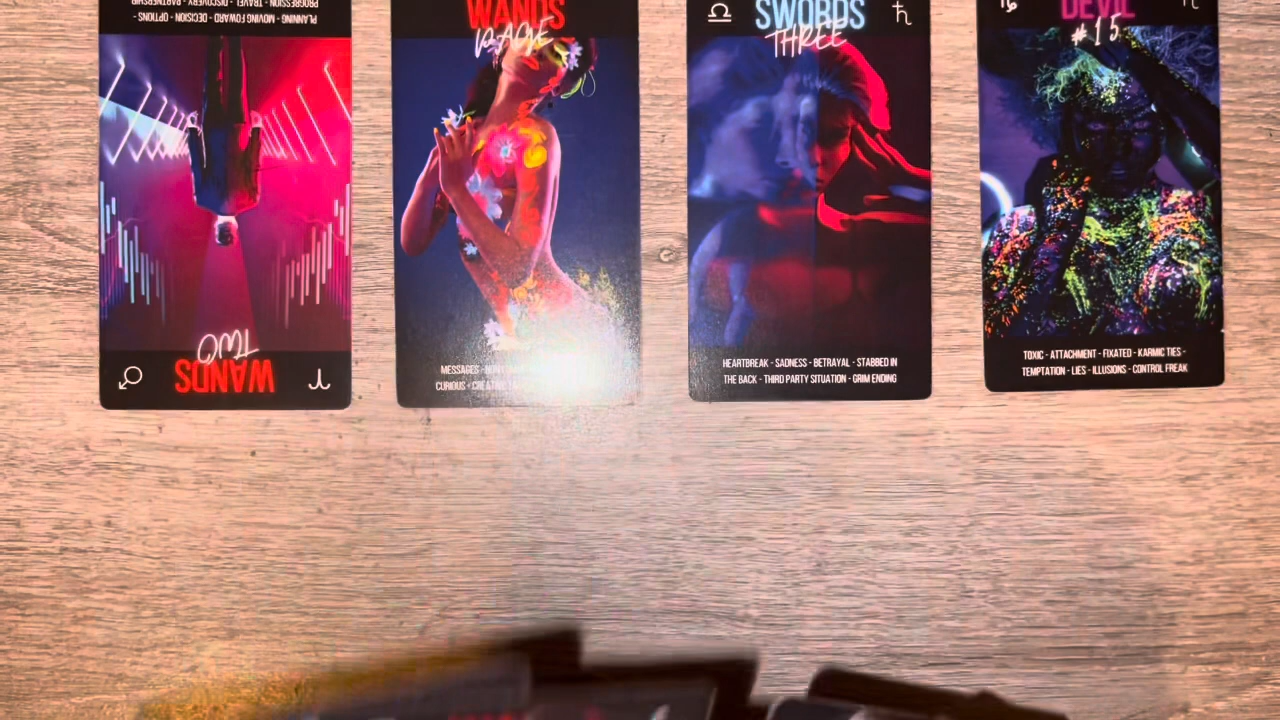 PLANNING - MOVING FOWARD - DECISION - OPTIONS -
PROGRESSION - TRAVEL - DISCOVERY - PARTNERSHIP
TWO
WANDS
WANDS
PAGE
MESSAGES -
CURIOUS - CREATIVE
SWORDS
THREE
HEARTBREAK - SADNESS - BETRAYAL - STABBED IN
THE BACK - THIRD PARTY SITUATION - GRIM ENDING
DEVIL
#15
TOXIC - ATTACHMENT - FIXATED - KARMIC TIES -
TEMPTATION - LIES - ILLUSIONS - CONTROL FREAK